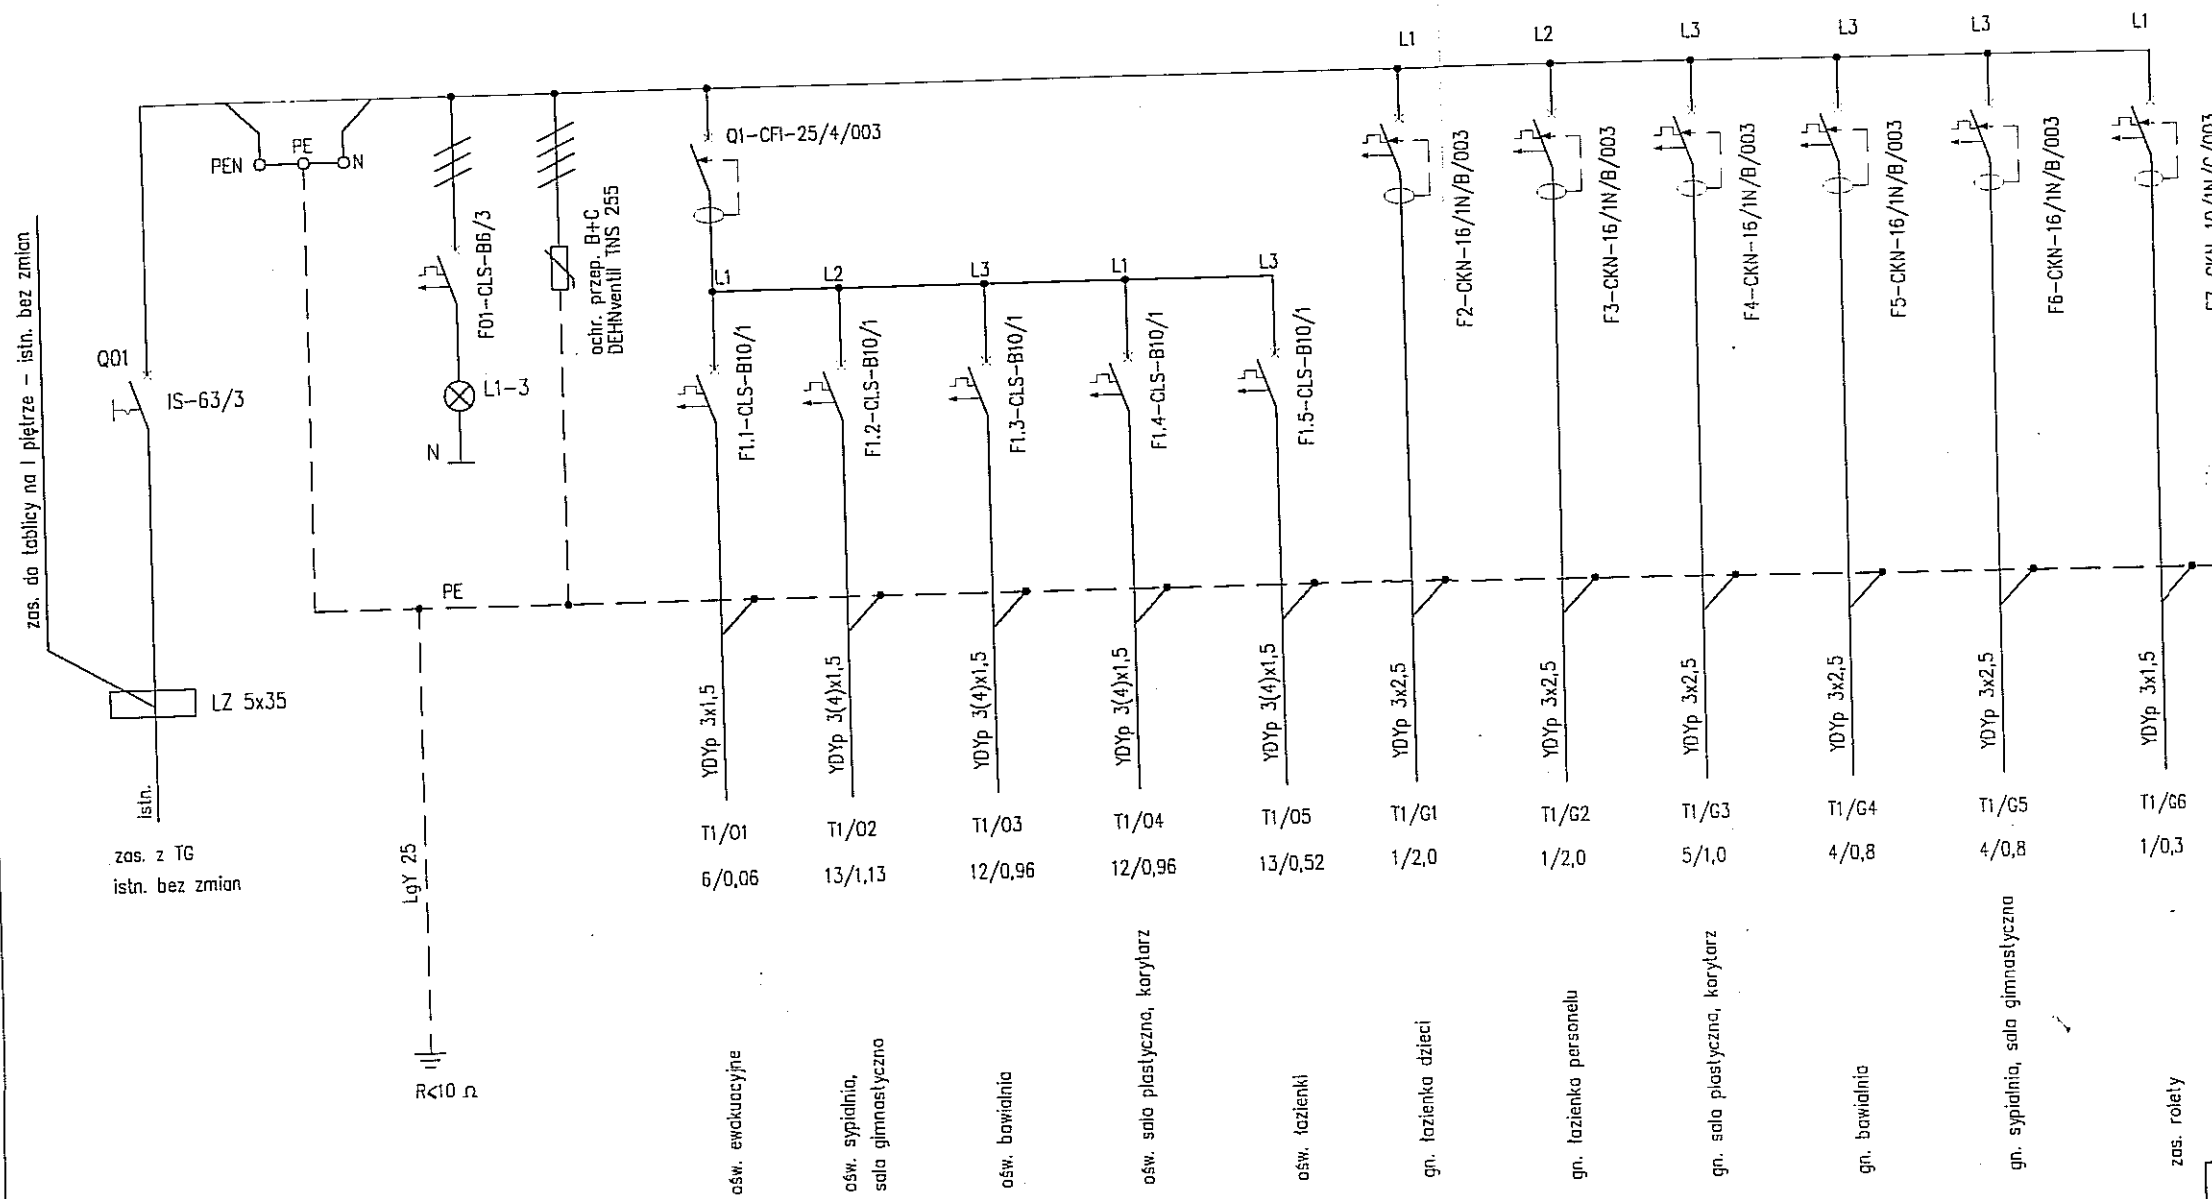 L1
L2
L3
L3
L3
L1
zas. do tablicy na I piętrze - istn. bez zmian
PEN
PE
N
Q01
IS-63/3
LZ 5x35
istn.
zas. z TG
istn. bez zmian
F01-CLS-B6/3
L1-3
N
ochr. przep. B+C
DEHNventil TNS 255
Q1-CFI-25/4/003
L1
L2
L3
L1
L3
F1.1-CLS-B10/1
F1.2-CLS-B10/1
F1.3-CLS-B10/1
F1.4-CLS-B10/1
F1.5-CLS-B10/1
F2-CKN-16/1N/B/003
F3-CKN-16/1N/B/003
F4-CKN-16/1N/B/003
F5-CKN-16/1N/B/003
F6-CKN-16/1N/B/003
PE
LgY 25
R<10 Ω
YDYp 3x1,5
YDYp 3(4)x1,5
YDYp 3(4)x1,5
YDYp 3(4)x1,5
YDYp 3(4)x1,5
YDYp 3x2,5
YDYp 3x2,5
YDYp 3x2,5
YDYp 3x2,5
YDYp 3x2,5
YDYp 3x1,5
T1/O1
T1/O2
T1/O3
T1/O4
T1/O5
T1/G1
T1/G2
T1/G3
T1/G4
T1/G5
T1/G6
6/0,06
13/1,13
12/0,96
12/0,96
13/0,52
1/2,0
1/2,0
5/1,0
4/0,8
4/0,8
1/0,3
ośw. ewakuacyjne
ośw. sypialnia,
sala gimnastyczna
ośw. bawialnia
ośw. sala plastyczna, korytarz
ośw. łazienki
gn. łazienka dzieci
gn. łazienka personelu
gn. sala plastyczna, korytarz
gn. bawialnia
gn. sypialnia, sala gimnastyczna
zas. rolety